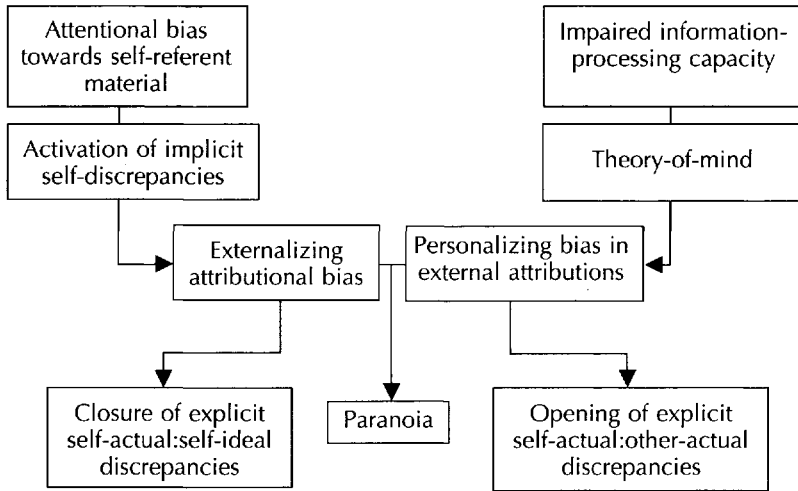 Attentional bias
towards self-referent
material
Impaired information-
processing capacity
Activation of implicit
self-discrepancies
Theory-of-mind
Externalizing
attributional bias
Personalizing bias in
external attributions
Closure of explicit
self-actual:self-ideal
discrepancies
Paranoia
Opening of explicit
self-actual:other-actual
discrepancies